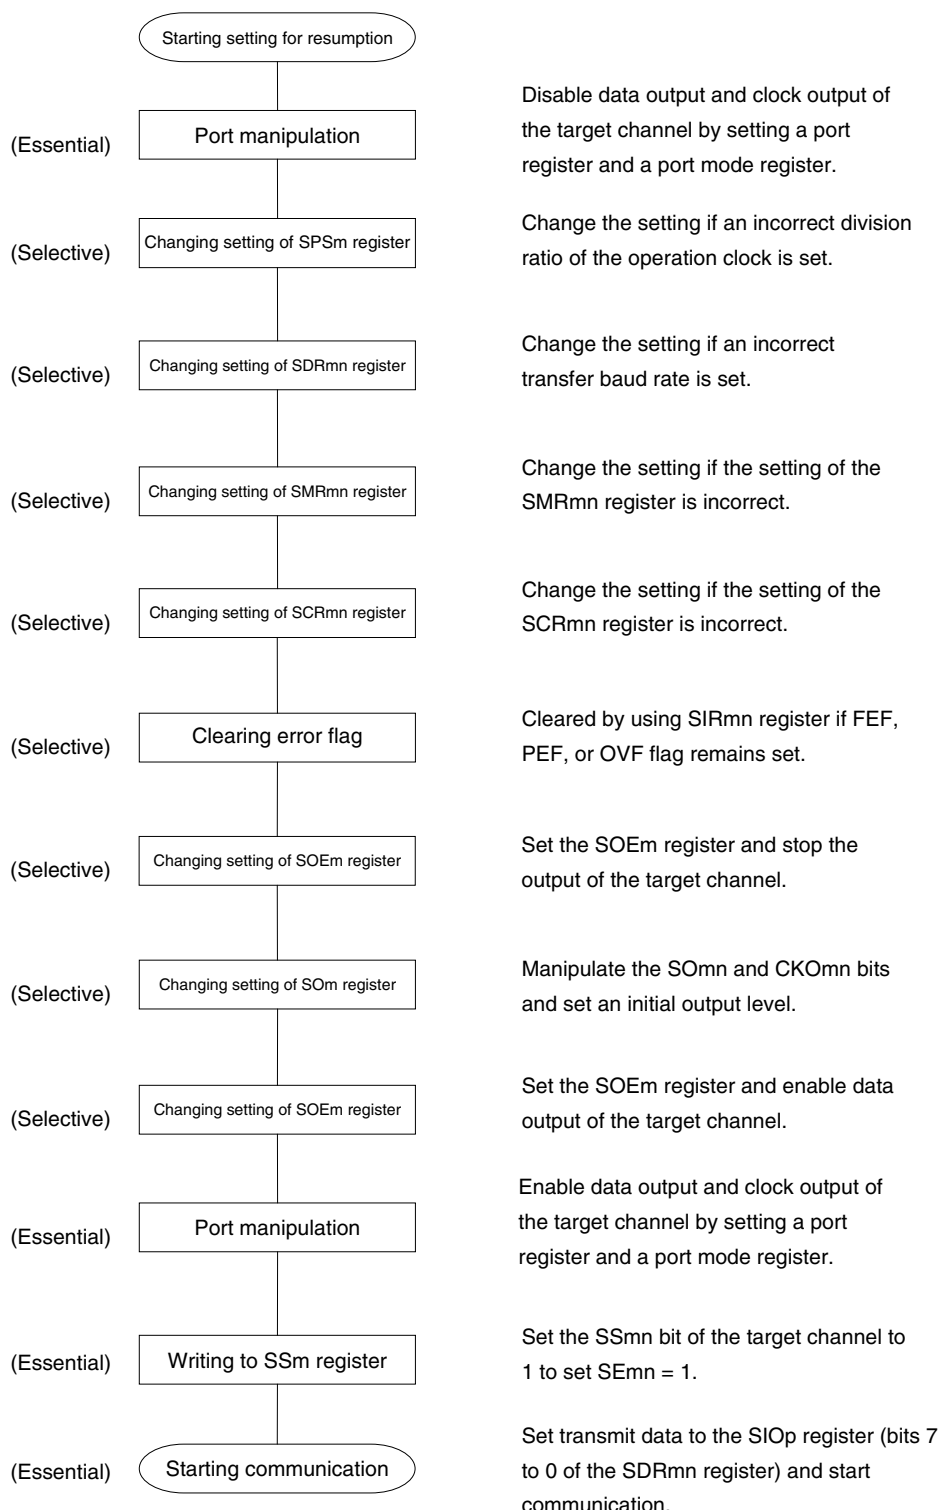 Starting setting for resumption
(Essential)
Port manipulation
Disable data output and clock output of
the target channel by setting a port
register and a port mode register.
(Selective)
Changing setting of SPSm register
Change the setting if an incorrect division
ratio of the operation clock is set.
(Selective)
Changing setting of SDRmn register
Change the setting if an incorrect
transfer baud rate is set.
(Selective)
Changing setting of SMRmn register
Change the setting if the setting of the
SMRmn register is incorrect.
(Selective)
Changing setting of SCRmn register
Change the setting if the setting of the
SCRmn register is incorrect.
(Selective)
Clearing error flag
Cleared by using SIRmn register if FEF,
PEF, or OVF flag remains set.
(Selective)
Changing setting of SOEm register
Set the SOEm register and stop the
output of the target channel.
(Selective)
Changing setting of SOm register
Manipulate the SOmn and CKOmn bits
and set an initial output level.
(Selective)
Changing setting of SOEm register
Set the SOEm register and enable data
output of the target channel.
(Essential)
Port manipulation
Enable data output and clock output of
the target channel by setting a port
register and a port mode register.
(Essential)
Writing to SSm register
Set the SSmn bit of the target channel to
1 to set SEmn = 1.
(Essential)
Starting communication
Set transmit data to the SIOp register (bits 7
to 0 of the SDRmn register) and start
communication.